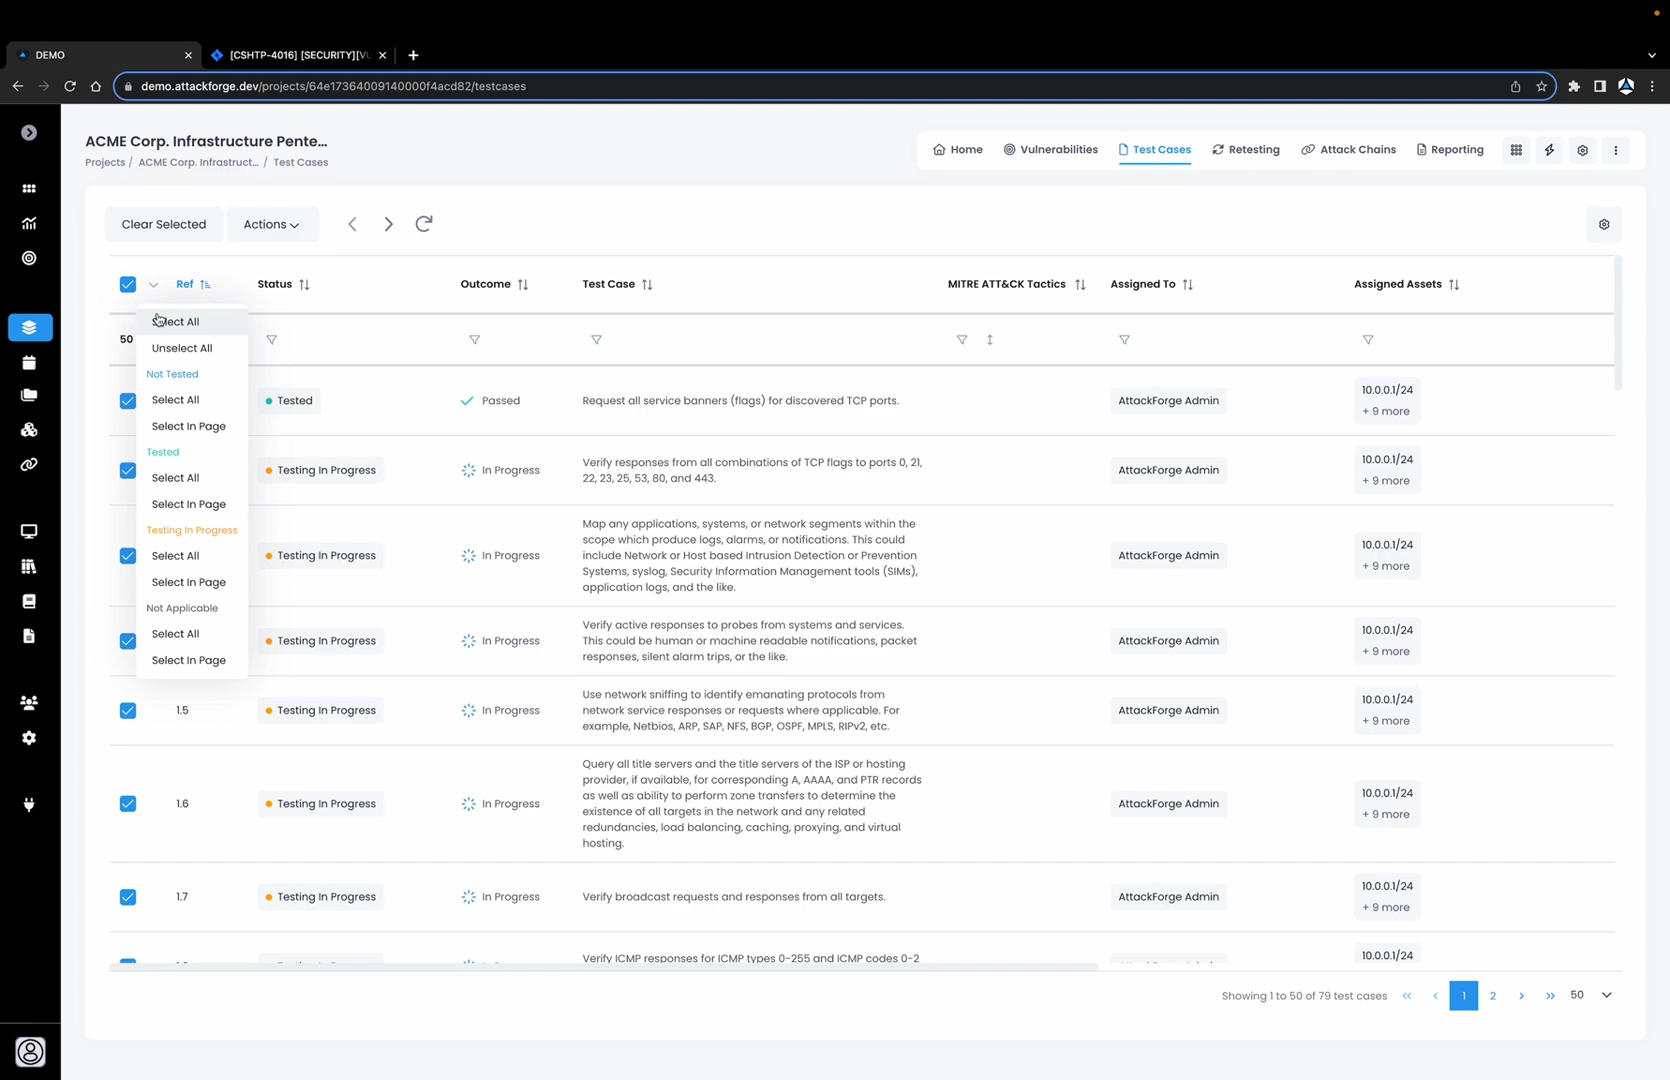 DEMO
[CSHTP-4016] [SECURITY][VU
demo.attackforge.dev/projects/64e17364009140000f4acd82/testcases
ACME Corp. Infrastructure Pente...
Projects / ACME Corp. Infrastruct... / Test Cases
Home
Vulnerabilities
Test Cases
Retesting
Attack Chains
Reporting
Clear Selected
Actions
Ref
Status
Outcome
Test Case
MITRE ATT&CK Tactics
Assigned To
Assigned Assets
50
Select All
Unselect All
Not Tested
Select All
Select In Page
Tested
Select All
Select In Page
Testing In Progress
Select All
Select In Page
Not Applicable
Select All
Select In Page
Tested
Passed
Request all service banners (flags) for discovered TCP ports.
AttackForge Admin
10.0.0.1/24
+ 9 more
Testing In Progress
In Progress
Verify responses from all combinations of TCP flags to ports 0, 21,
22, 23, 25, 53, 80, and 443.
AttackForge Admin
10.0.0.1/24
+ 9 more
Testing In Progress
In Progress
Map any applications, systems, or network segments within the
scope which produce logs, alarms, or notifications. This could
include Network or Host based Intrusion Detection or Prevention
Systems, syslog, Security Information Management tools (SIMs),
application logs, and the like.
AttackForge Admin
10.0.0.1/24
+ 9 more
Testing In Progress
In Progress
Verify active responses to probes from systems and services.
This could be human or machine readable notifications, packet
responses, silent alarm trips, or the like.
AttackForge Admin
10.0.0.1/24
+ 9 more
1.5
Testing In Progress
In Progress
Use network sniffing to identify emanating protocols from
network service responses or requests where applicable. For
example, Netbios, ARP, SAP, NFS, BGP, OSPF, MPLS, RIPv2, etc.
AttackForge Admin
10.0.0.1/24
+ 9 more
1.6
Testing In Progress
In Progress
Query all title servers and the title servers of the ISP or hosting
provider, if available, for corresponding A, AAAA, and PTR records
as well as ability to perform zone transfers to determine the
existence of all targets in the network and any related
redundancies, load balancing, caching, proxying, and virtual
hosting.
AttackForge Admin
10.0.0.1/24
+ 9 more
1.7
Testing In Progress
In Progress
Verify broadcast requests and responses from all targets.
AttackForge Admin
10.0.0.1/24
+ 9 more
Verify ICMP responses for ICMP types 0-255 and ICMP codes 0-2
10.0.0.1/24
Showing 1 to 50 of 79 test cases
1
2
50